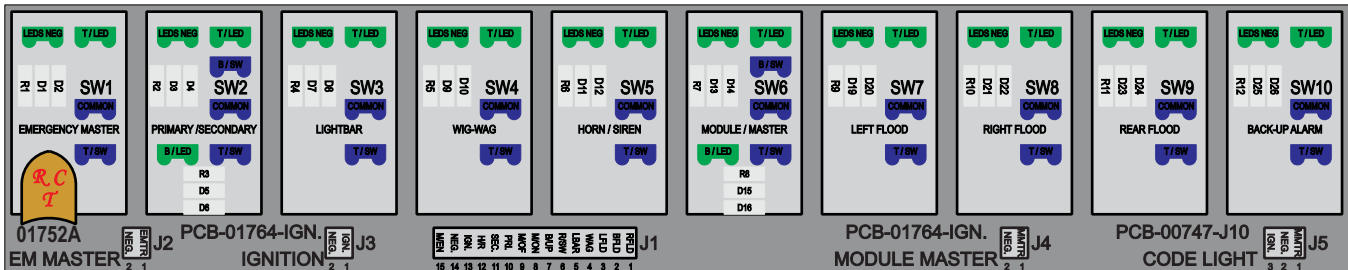 LEDS NEG T / LED LEDS NEG T / LED LEDS NEG T / LED LEDS NEG T / LED LEDS NEG T / LED LEDS NEG T / LED LEDS NEG T / LED LEDS NEG T / LED LEDS NEG T / LED LEDS NEG T / LED
B / SW B / SW
R1 D1 D2 SW1 R2 D3 D4 SW2 R4 D7 D8 SW3 R5 D9 D10 SW4 R6 D11 D12 SW5 R7 D13 D14 SW6 R9 D19 D20 SW7 R10 D21 D22 SW8 R11 D23 D24 SW9 R12 D25 D26 SW10
COMMON COMMON COMMON COMMON COMMON COMMON COMMON COMMON COMMON COMMON
EMERGENCY MASTER PRIMARY /SECONDARY LIGHTBAR WIG-WAG HORN / SIREN MODULE / MASTER LEFT FLOOD RIGHT FLOOD REAR FLOOD BACK-UP ALARM
T / SW B / LED T / SW T / SW T / SW T / SW B / LED T / SW T / SW T / SW T / SW T / SW
R C T
R3 R8
D5 D15
D6 D16
01752A PCB-01764-IGN. PCB-01764-IGN. PCB-00747-J10
EM MASTER NEG. EMTR 2 1 J2 IGNITION NEG. IGN. 2 1 J3
MEN NEG. IGN. HR SEC. PRI. MOF MON BUP RSW LBAR WAG LFLD BFLD RFLD
15 14 13 12 11 10 9 8 7 6 5 4 3 2 1
J1
MODULE MASTER NEG. MMTR 2 1 J4
CODE LIGHT IGN. NEG. MMTR 3 2 1 J5